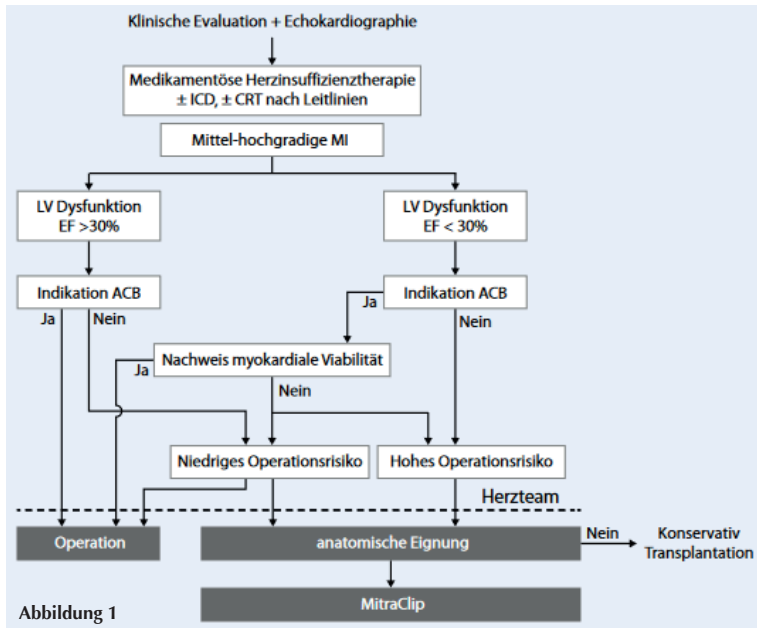 Klinische Evaluation + Echokardiographie
Medikamentöse Herzinsuffizienztherapie
± ICD, ± CRT nach Leitlinien
Mittel-hochgradige MI
LV Dysfunktion
EF >30%
LV Dysfunktion
EF < 30%
Indikation ACB
Indikation ACB
Ja
Nein
Ja
Nein
Nachweis myokardiale Viabilität
Ja
Nein
Niedriges Operationsrisiko
Hohes Operationsrisiko
Herzteam
Operation
anatomische Eignung
Nein
Konservativ
Transplantation
MitraClip
Abbildung 1